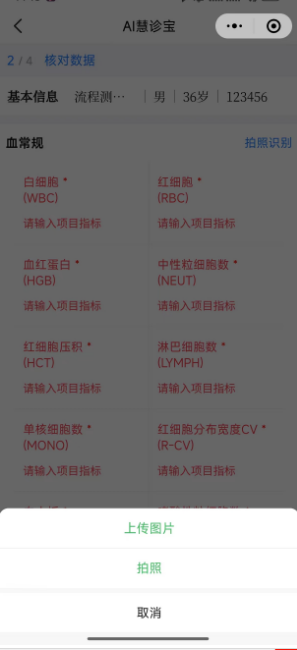 AI慧诊宝
2 / 4 核对数据
基本信息 流程测… 男 36岁 123456
血常规 拍照识别
白细胞 * 红细胞 *
(WBC) (RBC)
请输入项目指标 请输入项目指标
血红蛋白 * 中性粒细胞数 *
(HGB) (NEUT)
请输入项目指标 请输入项目指标
红细胞压积 * 淋巴细胞数 *
(HCT) (LYMPH)
请输入项目指标 请输入项目指标
单核细胞数 * 红细胞分布宽度CV *
(MONO) (R-CV)
请输入项目指标 请输入项目指标
上传图片
拍照
取消